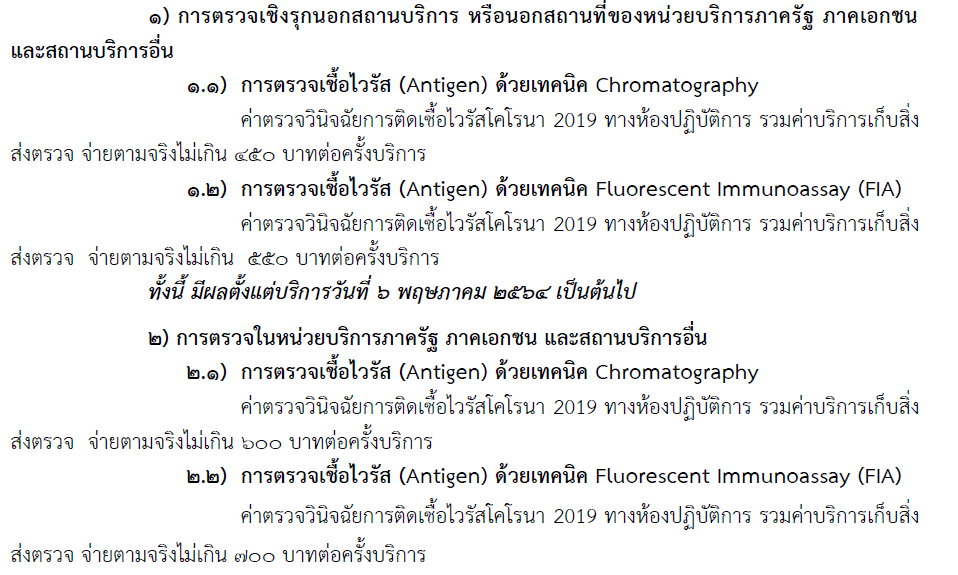 ๑) การตรวจเชิงรุกนอกสถานบริการ หรือนอกสถานที่ของหน่วยบริการภาครัฐ ภาคเอกชน
และสถานบริการอื่น
๑.๑) การตรวจเชื้อไวรัส (Antigen) ด้วยเทคนิค Chromatography
ค่าตรวจวินิจฉัยการติดเชื้อไวรัสโคโรนา 2019 ทางห้องปฏิบัติการ รวมค่าบริการเก็บสิ่ง
ส่งตรวจ จ่ายตามจริงไม่เกิน ๔๕๐ บาทต่อครั้งบริการ
๑.๒) การตรวจเชื้อไวรัส (Antigen) ด้วยเทคนิค Fluorescent Immunoassay (FIA)
ค่าตรวจวินิจฉัยการติดเชื้อไวรัสโคโรนา 2019 ทางห้องปฏิบัติการ รวมค่าบริการเก็บสิ่ง
ส่งตรวจ จ่ายตามจริงไม่เกิน ๕๕๐ บาทต่อครั้งบริการ
ทั้งนี้ มีผลตั้งแต่บริการวันที่ ๖ พฤษภาคม ๒๕๖๔ เป็นต้นไป
๒) การตรวจในหน่วยบริการภาครัฐ ภาคเอกชน และสถานบริการอื่น
๒.๑) การตรวจเชื้อไวรัส (Antigen) ด้วยเทคนิค Chromatography
ค่าตรวจวินิจฉัยการติดเชื้อไวรัสโคโรนา 2019 ทางห้องปฏิบัติการ รวมค่าบริการเก็บสิ่ง
ส่งตรวจ จ่ายตามจริงไม่เกิน ๖๐๐ บาทต่อครั้งบริการ
๒.๒) การตรวจเชื้อไวรัส (Antigen) ด้วยเทคนิค Fluorescent Immunoassay (FIA)
ค่าตรวจวินิจฉัยการติดเชื้อไวรัสโคโรนา 2019 ทางห้องปฏิบัติการ รวมค่าบริการเก็บสิ่ง
ส่งตรวจ จ่ายตามจริงไม่เกิน ๗๐๐ บาทต่อครั้งบริการ